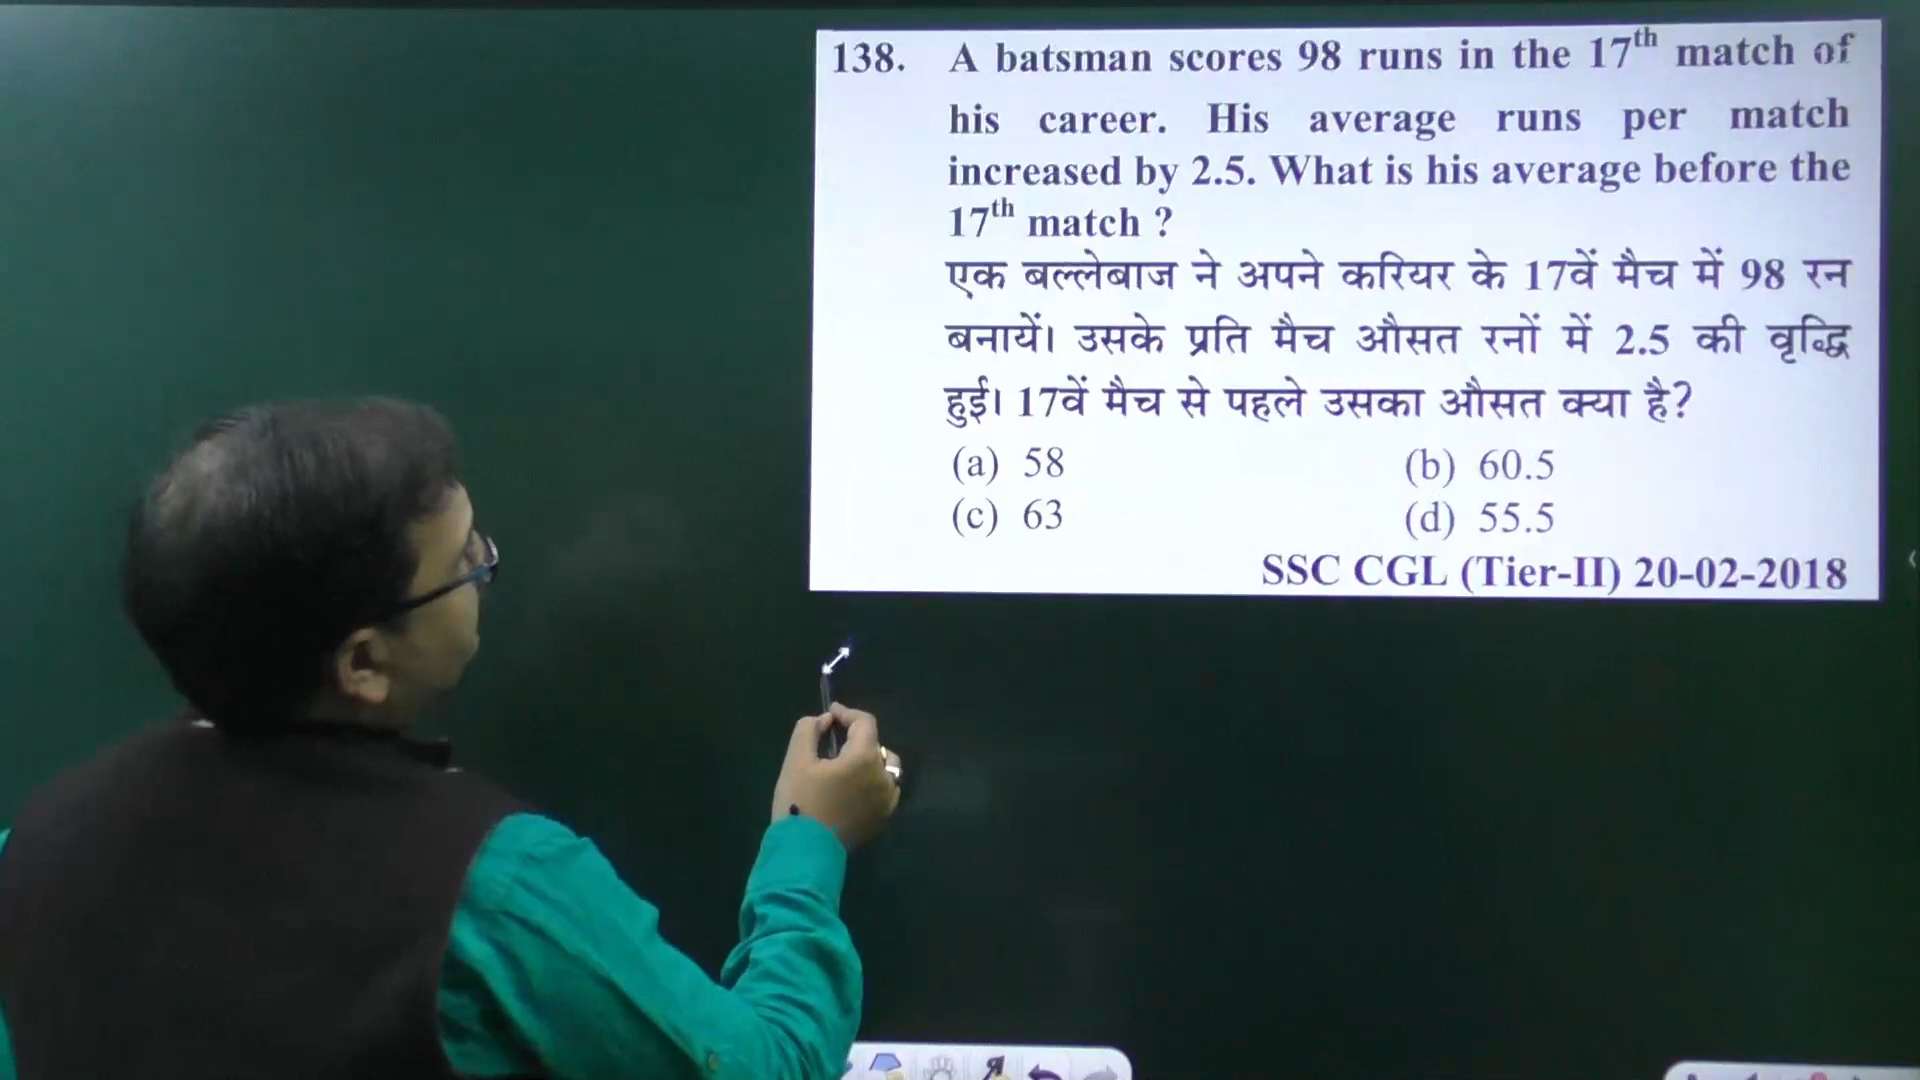 138. A batsman scores 98 runs in the 17th match of
his career. His average runs per match
increased by 2.5. What is his average before the
17th match ?
एक बल्लेबाज ने अपने करियर के 17वें मैच में 98 रन
बनायें। उसके प्रति मैच औसत रनों में 2.5 की वृद्धि
हुई। 17वें मैच से पहले उसका औसत क्या है?
(a) 58 (b) 60.5
(c) 63 (d) 55.5
SSC CGL (Tier-II) 20-02-2018